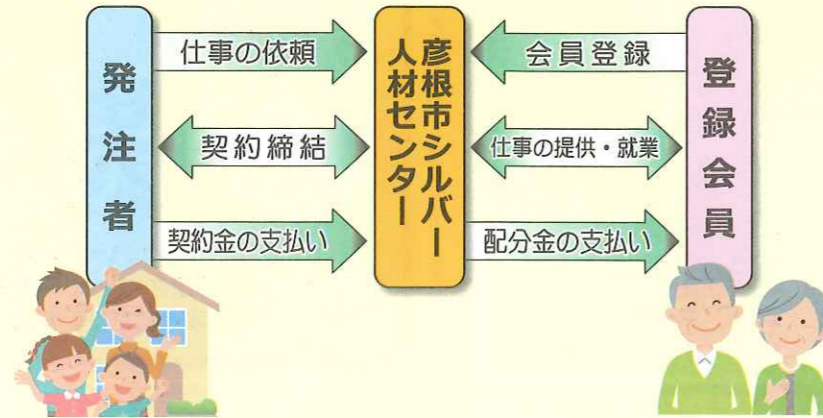 発注者
仕事の依頼
契約締結
契約金の支払い
彦根市シルバー
人材センター
会員登録
仕事の提供・就業
配分金の支払い
登録会員